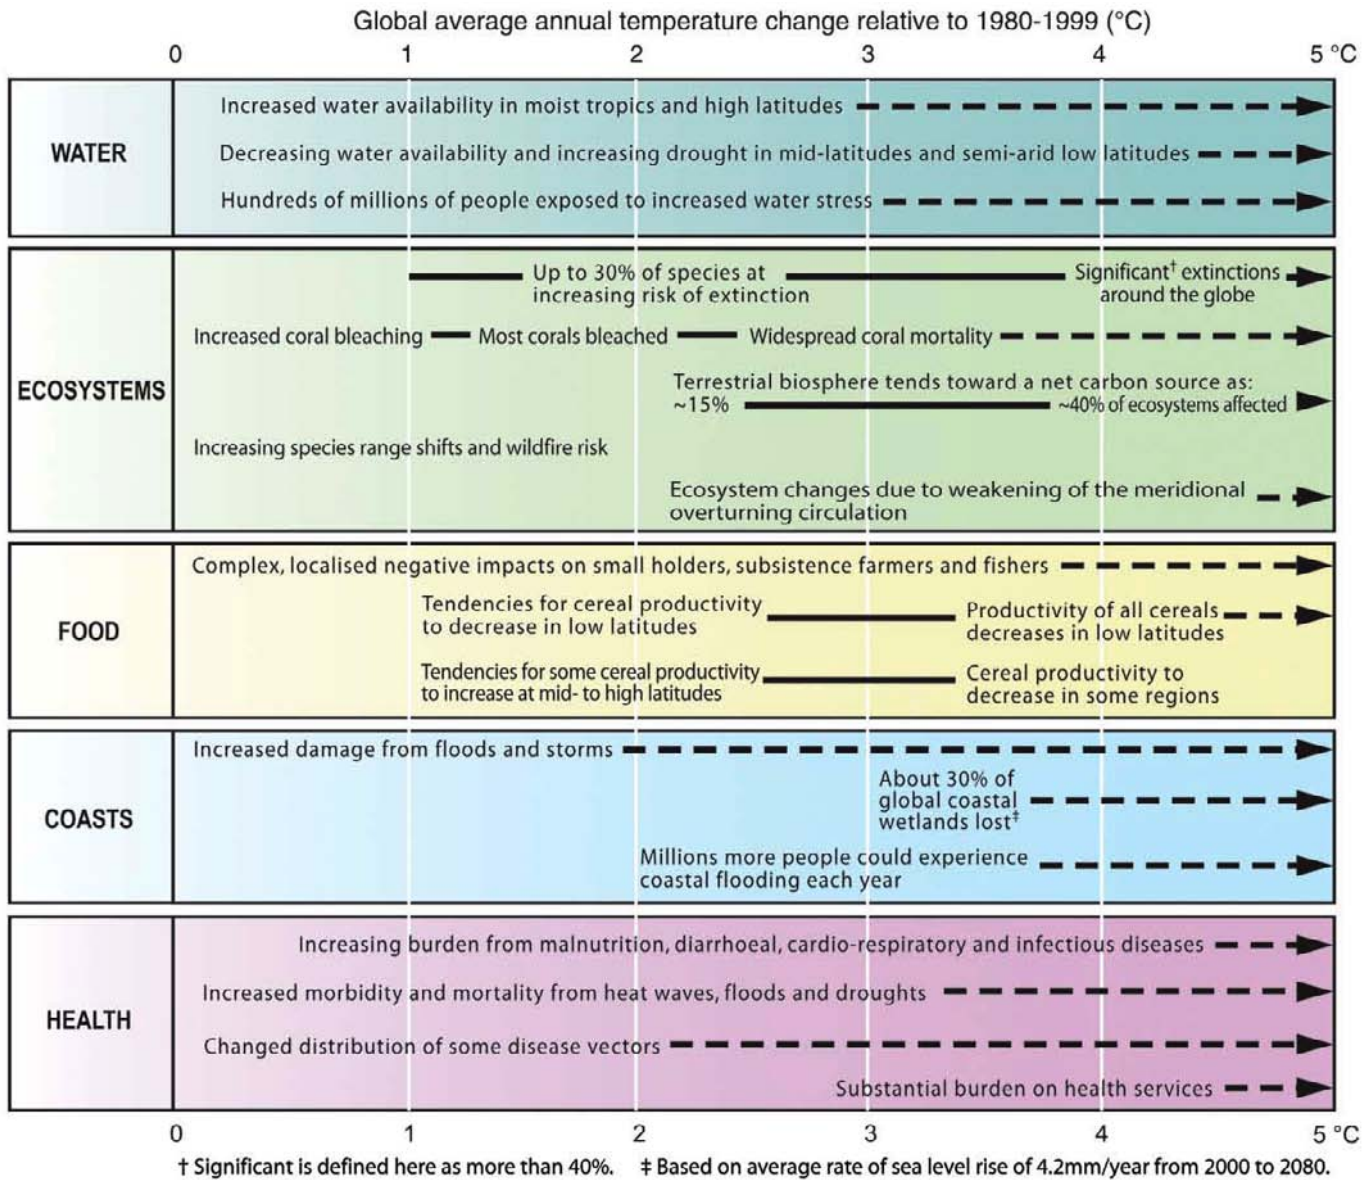 Global average annual temperature change relative to 1980-1999 (°C)
0 1 2 3 4 5 °C
WATER
Increased water availability in moist tropics and high latitudes
Decreasing water availability and increasing drought in mid-latitudes and semi-arid low latitudes
Hundreds of millions of people exposed to increased water stress
ECOSYSTEMS
Up to 30% of species at
increasing risk of extinction
Significant† extinctions
around the globe
Increased coral bleaching Most corals bleached Widespread coral mortality
Terrestrial biosphere tends toward a net carbon source as:
~15% ~40% of ecosystems affected
Increasing species range shifts and wildfire risk
Ecosystem changes due to weakening of the meridional
overturning circulation
FOOD
Complex, localised negative impacts on small holders, subsistence farmers and fishers
Tendencies for cereal productivity
to decrease in low latitudes
Productivity of all cereals
decreases in low latitudes
Tendencies for some cereal productivity
to increase at mid- to high latitudes
Cereal productivity to
decrease in some regions
COASTS
Increased damage from floods and storms
About 30% of
global coastal
wetlands lost‡
Millions more people could experience
coastal flooding each year
HEALTH
Increasing burden from malnutrition, diarrhoeal, cardio-respiratory and infectious diseases
Increased morbidity and mortality from heat waves, floods and droughts
Changed distribution of some disease vectors
Substantial burden on health services
0 1 2 3 4 5 °C
† Significant is defined here as more than 40%. ‡ Based on average rate of sea level rise of 4.2mm/year from 2000 to 2080.